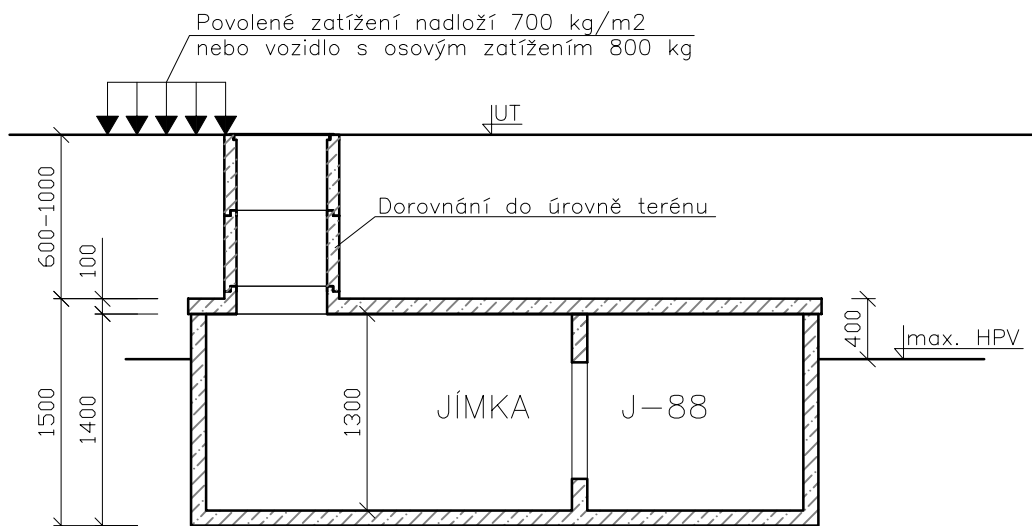 Povolené zatížení nadloží 700 kg/m2
nebo vozidlo s osovým zatížením 800 kg
UT
Dorovnání do úrovně terénu
600-1000
100
400
max. HPV
1500
1400
1300
JÍMKA J-88